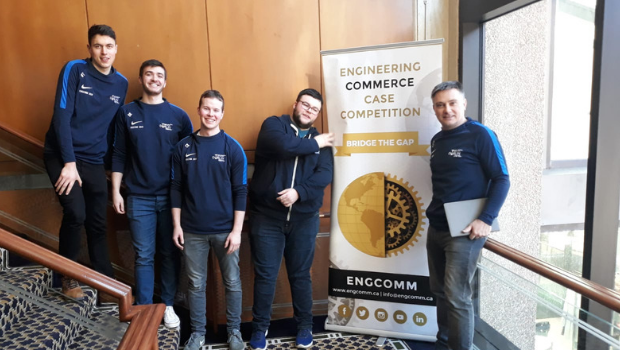 ENGINEERING
COMMERCE
CASE
COMPETITION
BRIDGE THE GAP
ENGCOMM
www.engcomm.ca | info@engcomm.ca